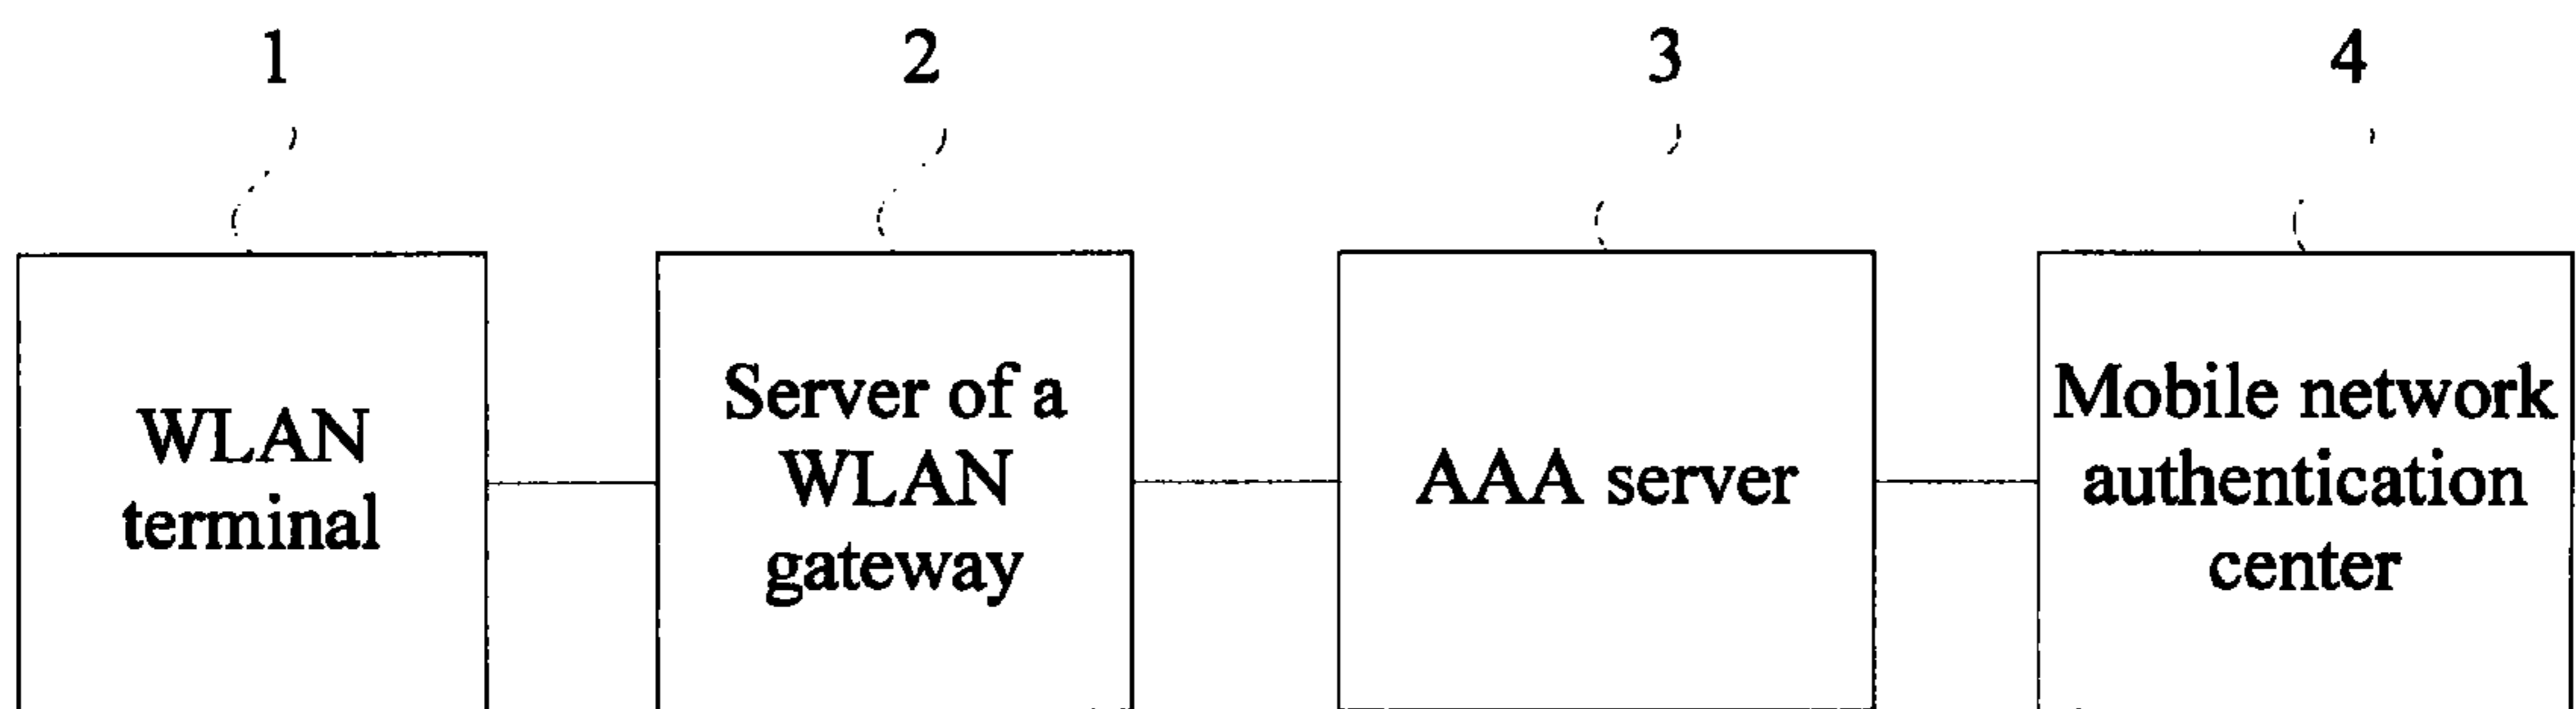 1
2
3
4
WLAN
terminal
Server of a
WLAN
gateway
AAA server
Mobile network
authentication
center